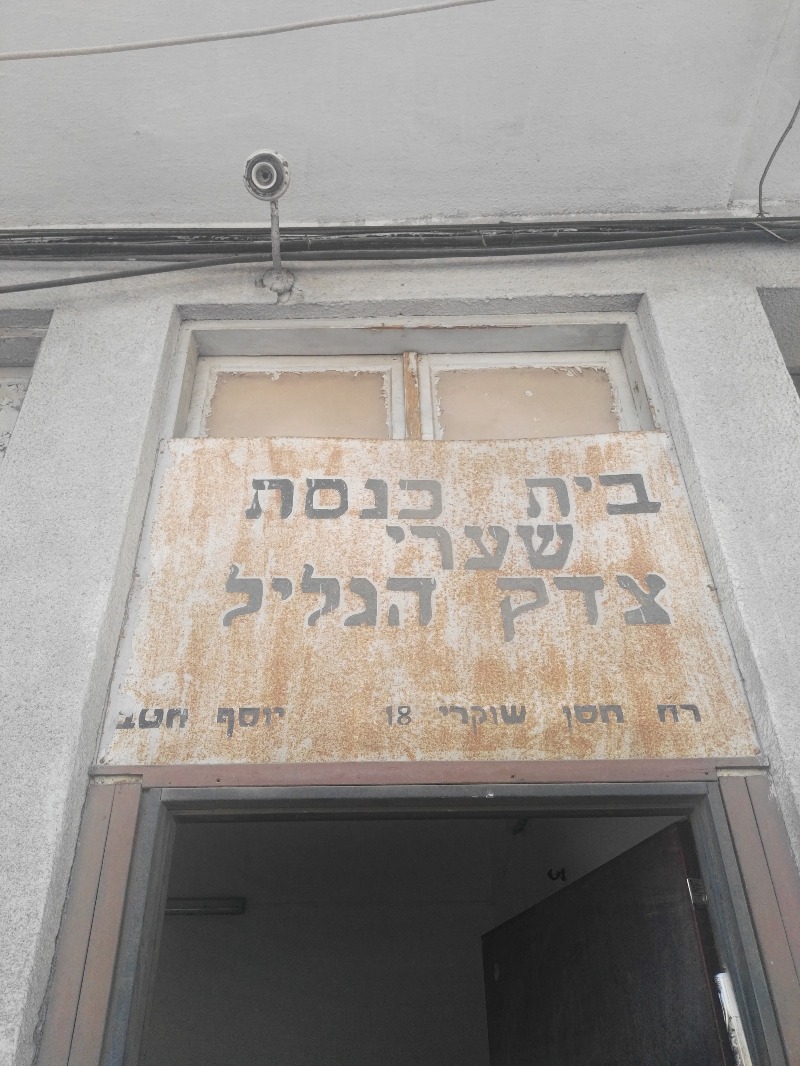 בית כנסת
שערי
צדק הגליל
רח חסן שוקרי 18 יוסף חטב